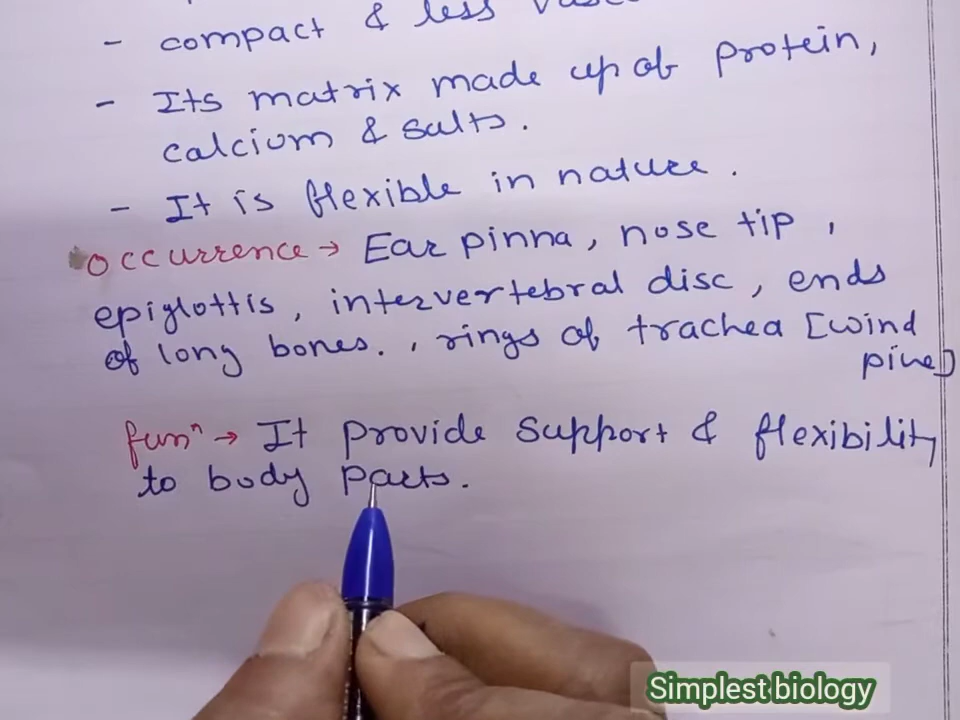 - compact & less
- Its matrix made up of protein,
calcium & salts.
- It is flexible in nature.
occurrence → Ear pinna, nose tip,
epiglottis, intervertebral disc, ends
of long bones., rings of trachea [wind
pipe]
funⁿ → It provide support & flexibility
to body parts.
Simplest biology